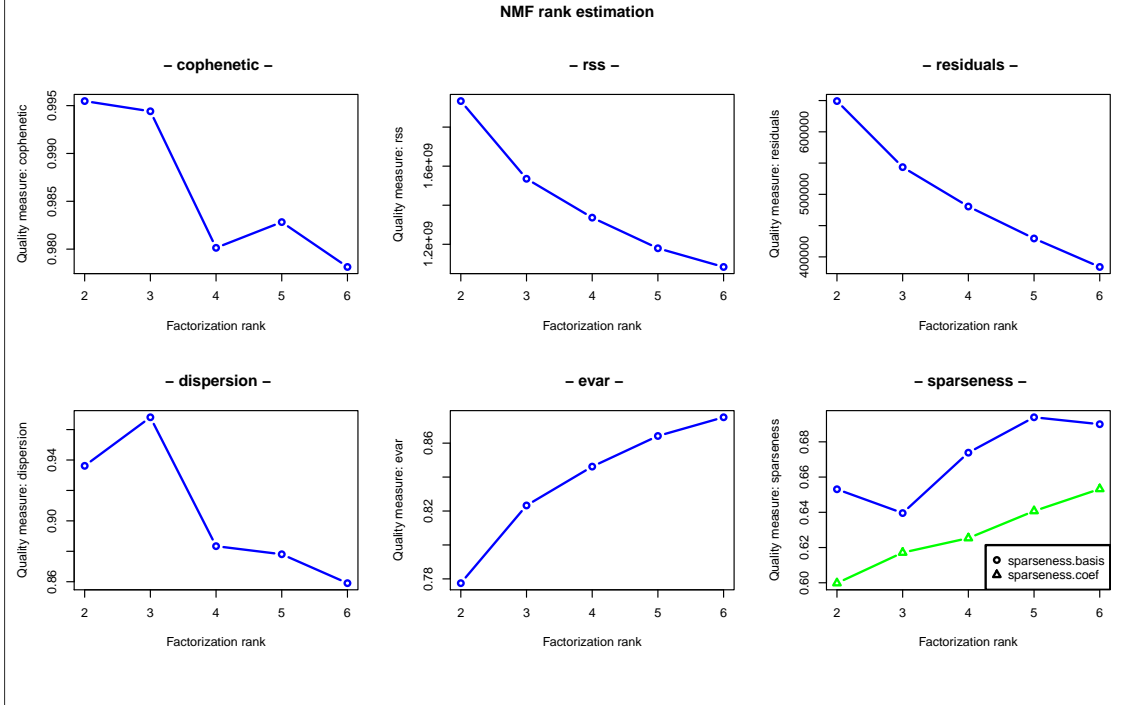 NMF rank estimation
– cophenetic –
Quality measure: cophenetic
0.995
0.990
0.985
0.980
2 3 4 5 6
Factorization rank
– rss –
Quality measure: rss
1.6e+09
1.2e+09
2 3 4 5 6
Factorization rank
– residuals –
Quality measure: residuals
600000
500000
400000
2 3 4 5 6
Factorization rank
– dispersion –
Quality measure: dispersion
0.94
0.90
0.86
2 3 4 5 6
Factorization rank
– evar –
Quality measure: evar
0.86
0.82
0.78
2 3 4 5 6
Factorization rank
– sparseness –
Quality measure: sparseness
0.68
0.66
0.64
0.62
0.60
sparseness.basis
sparseness.coef
2 3 4 5 6
Factorization rank